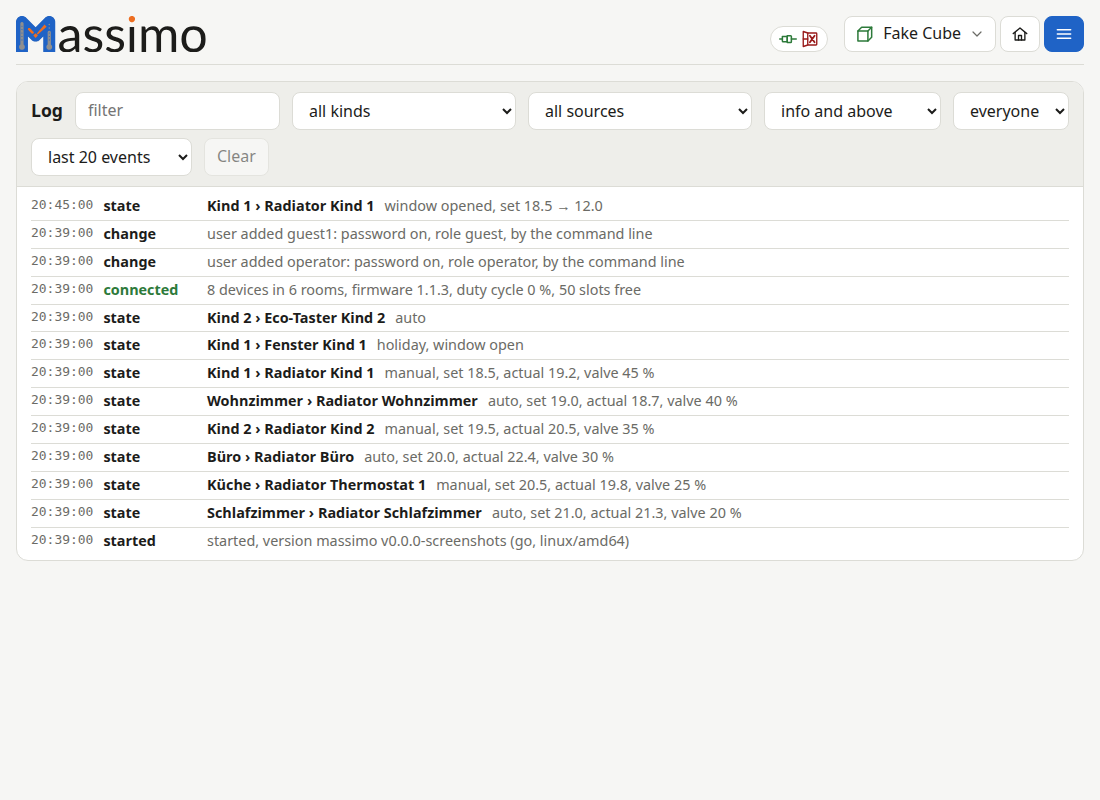 Massimo
Fake Cube
Log filter all kinds all sources info and above everyone
last 20 events Clear
20:45:00 state Kind 1 › Radiator Kind 1 window opened, set 18.5 → 12.0
20:39:00 change user added guest1: password on, role guest, by the command line
20:39:00 change user added operator: password on, role operator, by the command line
20:39:00 connected 8 devices in 6 rooms, firmware 1.1.3, duty cycle 0 %, 50 slots free
20:39:00 state Kind 2 › Eco-Taster Kind 2 auto
20:39:00 state Kind 1 › Fenster Kind 1 holiday, window open
20:39:00 state Kind 1 › Radiator Kind 1 manual, set 18.5, actual 19.2, valve 45 %
20:39:00 state Wohnzimmer › Radiator Wohnzimmer auto, set 19.0, actual 18.7, valve 40 %
20:39:00 state Kind 2 › Radiator Kind 2 manual, set 19.5, actual 20.5, valve 35 %
20:39:00 state Büro › Radiator Büro auto, set 20.0, actual 22.4, valve 30 %
20:39:00 state Küche › Radiator Thermostat 1 manual, set 20.5, actual 19.8, valve 25 %
20:39:00 state Schlafzimmer › Radiator Schlafzimmer auto, set 21.0, actual 21.3, valve 20 %
20:39:00 started started, version massimo v0.0.0-screenshots (go, linux/amd64)